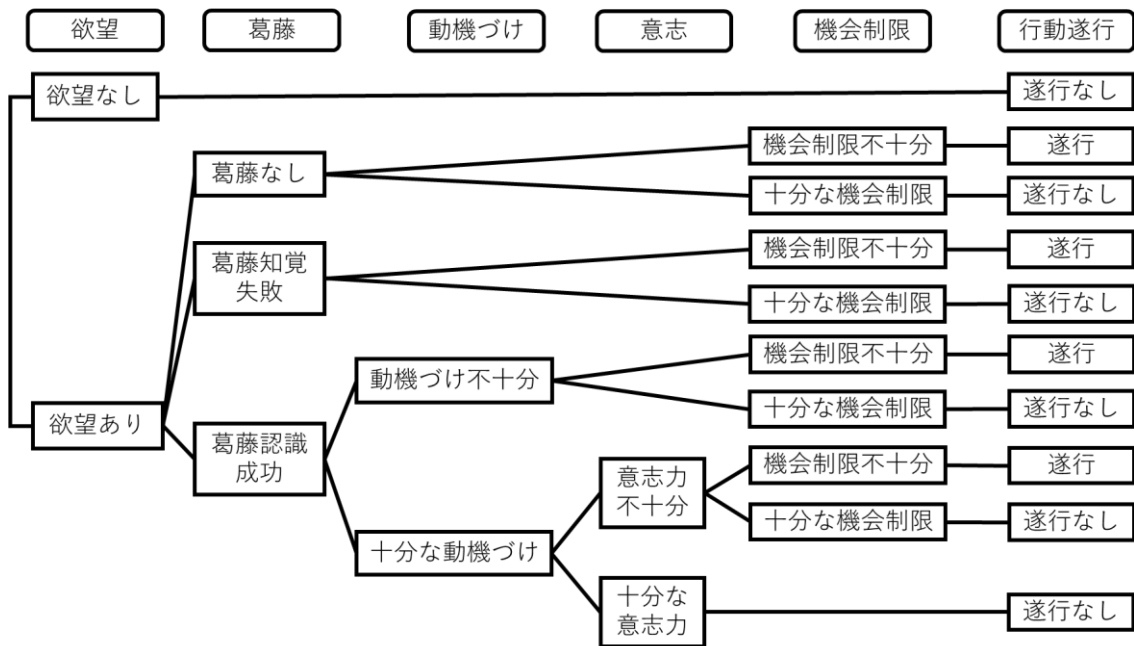 欲望 葛藤 動機づけ 意志 機会制限 行動遂行
欲望なし 遂行なし
機会制限不十分 遂行
葛藤なし
十分な機会制限 遂行なし
機会制限不十分 遂行
葛藤知覚
失敗
十分な機会制限 遂行なし
機会制限不十分 遂行
動機づけ不十分
十分な機会制限 遂行なし
欲望あり
葛藤認識
成功
機会制限不十分 遂行
意志力
不十分
十分な機会制限 遂行なし
十分な動機づけ
十分な
意志力
遂行なし